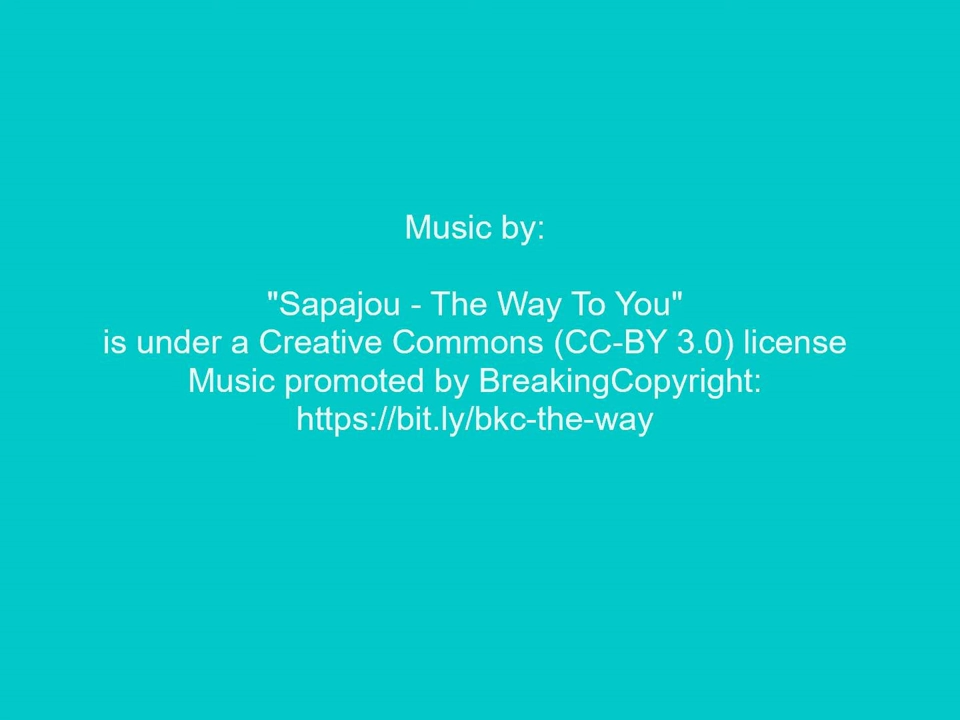 Music by:
"Sapajou - The Way To You"
is under a Creative Commons (CC-BY 3.0) license
Music promoted by BreakingCopyright:
https://bit.ly/bkc-the-way